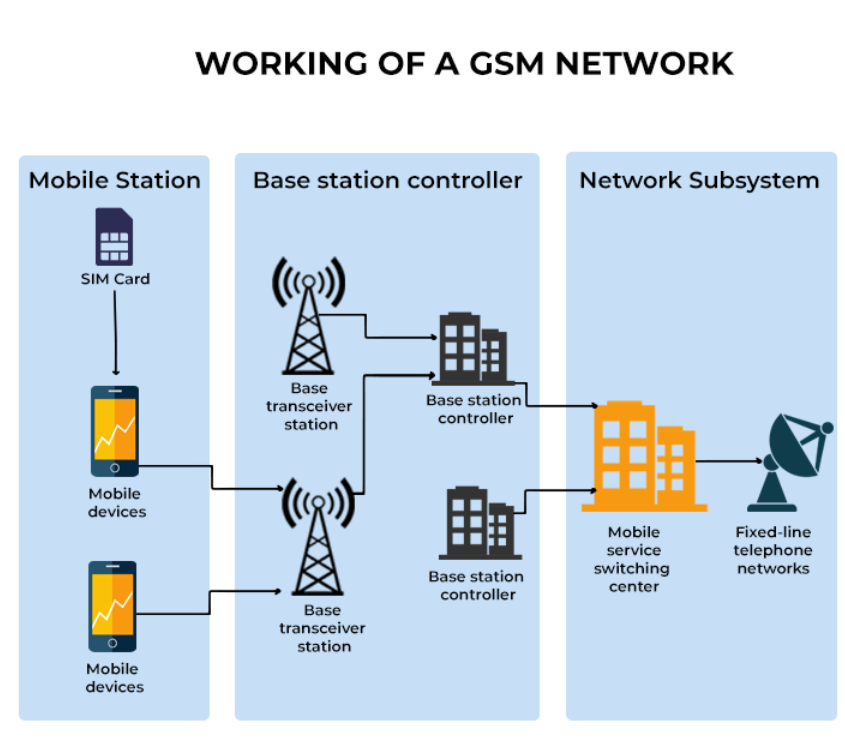 WORKING OF A GSM NETWORK
Mobile Station
SIM Card
Mobile
devices
Mobile
devices
Base station controller
Base
transceiver
station
Base station
controller
Base
transceiver
station
Base station
controller
Network Subsystem
Mobile
service
switching
center
Fixed-line
telephone
networks